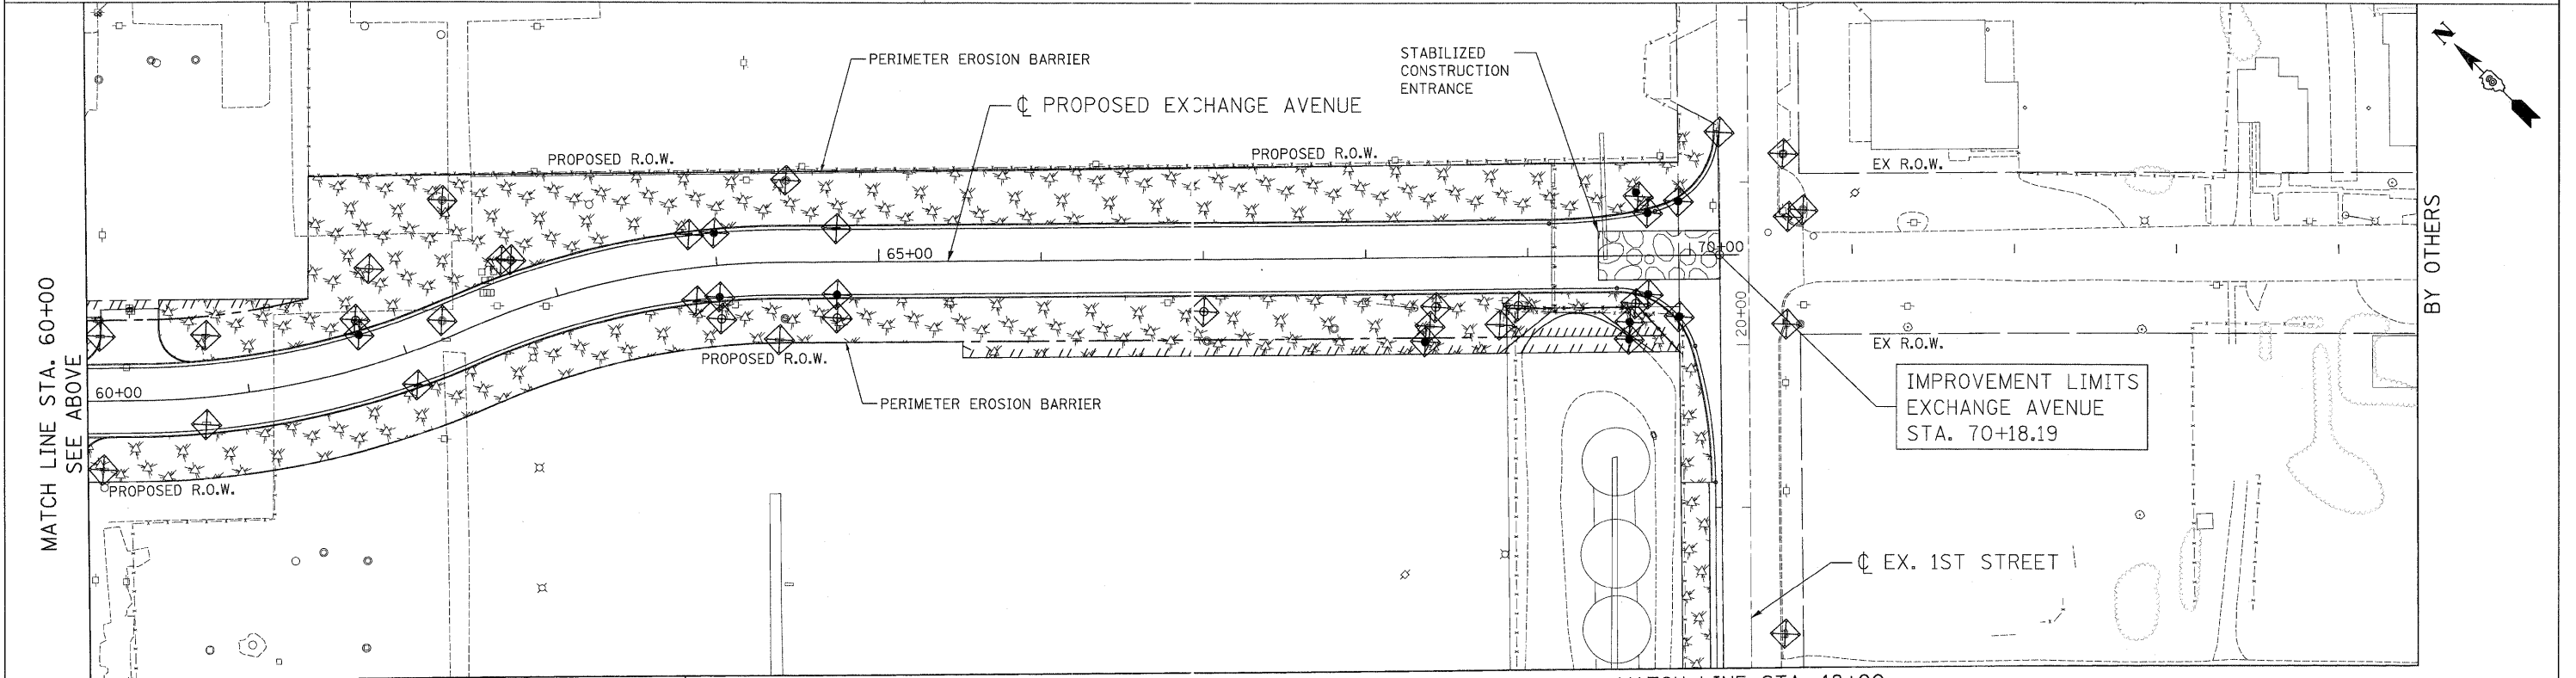 N
PERIMETER EROSION BARRIER
STABILIZED
CONSTRUCTION
ENTRANCE
℄ PROPOSED EXCHANGE AVENUE
PROPOSED R.O.W.
PROPOSED R.O.W.
EX R.O.W.
65+00
70+00
BY OTHERS
MATCH LINE STA. 60+00
SEE ABOVE
120+00
EX R.O.W.
PROPOSED R.O.W.
60+00
PERIMETER EROSION BARRIER
IMPROVEMENT LIMITS
EXCHANGE AVENUE
STA. 70+18.19
PROPOSED R.O.W.
℄ EX. 1ST STREET